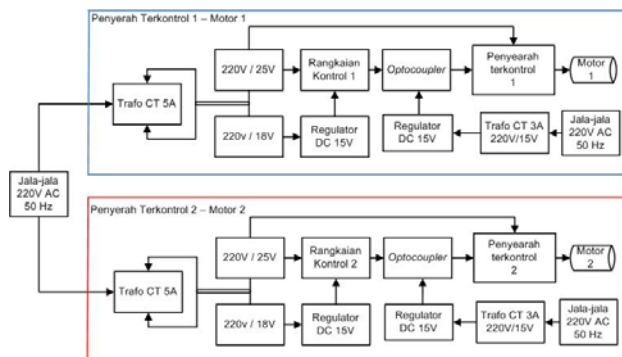 Penyerah Terkontrol 1 – Motor 1
220V / 25V
Rangkaian
Kontrol 1
Optocoupler
Penyearah
terkontrol
1
Motor
1
Trafo CT 5A
220v / 18V
Regulator
DC 15V
Regulator
DC 15V
Trafo CT 3A
220V/15V
Jala-jala
220V AC
50 Hz
Jala-jala
220V AC
50 Hz
Penyerah Terkontrol 2 – Motor 2
220V / 25V
Rangkaian
Kontrol 2
Optocoupler
Penyearah
terkontrol
2
Motor
2
Trafo CT 5A
220v / 18V
Regulator
DC 15V
Regulator
DC 15V
Trafo CT 3A
220V/15V
Jala-jala
220V AC
50 Hz